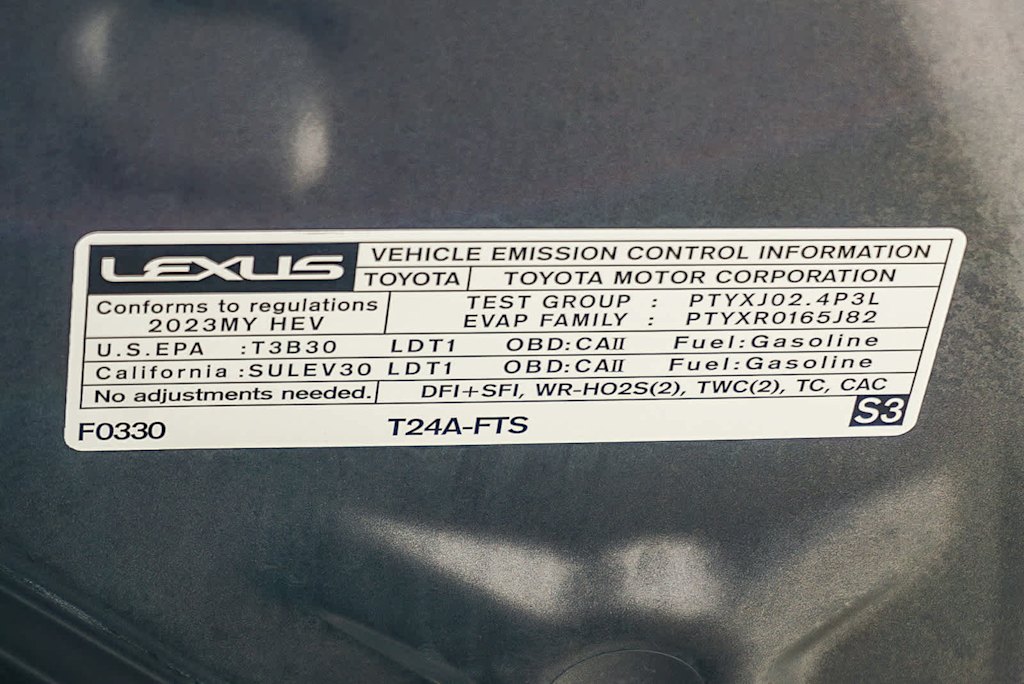 LEXUS VEHICLE EMISSION CONTROL INFORMATION
TOYOTA TOYOTA MOTOR CORPORATION
Conforms to regulations TEST GROUP : PTYXJ02.4P3L
2023MY HEV EVAP FAMILY : PTYXR0165J82
U.S.EPA :T3B30 LDT1 OBD:CAII Fuel:Gasoline
California :SULEV30 LDT1 OBD:CAII Fuel:Gasoline
No adjustments needed. DFI+SFI, WR-HO2S(2), TWC(2), TC, CAC
F0330 T24A-FTS S3